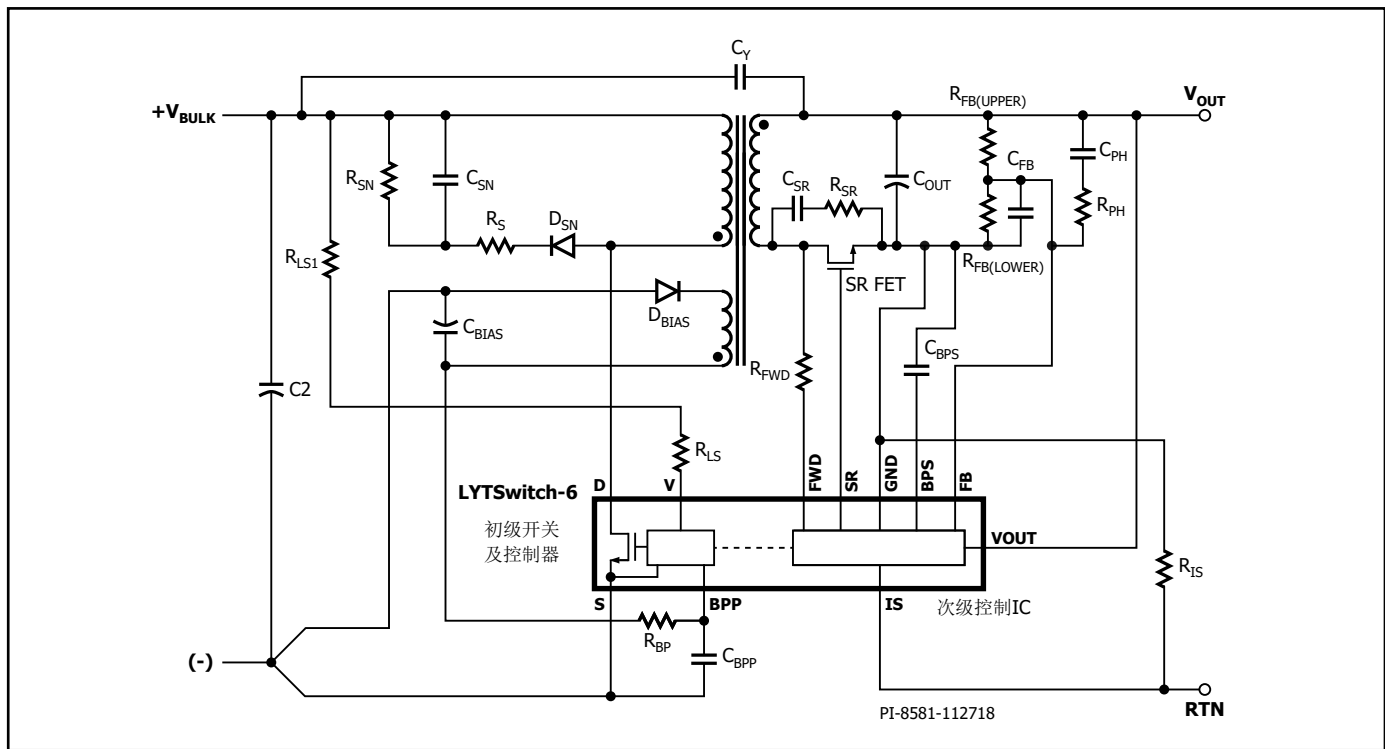 C_Y
+V_BULK
R_FB(UPPER)
V_OUT
R_SN
C_SN
C_SR
R_SR
C_OUT
C_FB
C_PH
R_PH
R_S
D_SN
R_LS1
SR FET
R_FB(LOWER)
D_BIAS
C_BIAS
R_FWD
C_BPS
C2
R_LS
LYTSwitch-6
D
V
FWD
SR
GND
BPS
FB
初级开关
及控制器
VOUT
R_IS
S
BPP
IS
次级控制IC
R_BP
C_BPP
(-)
PI-8581-112718
RTN